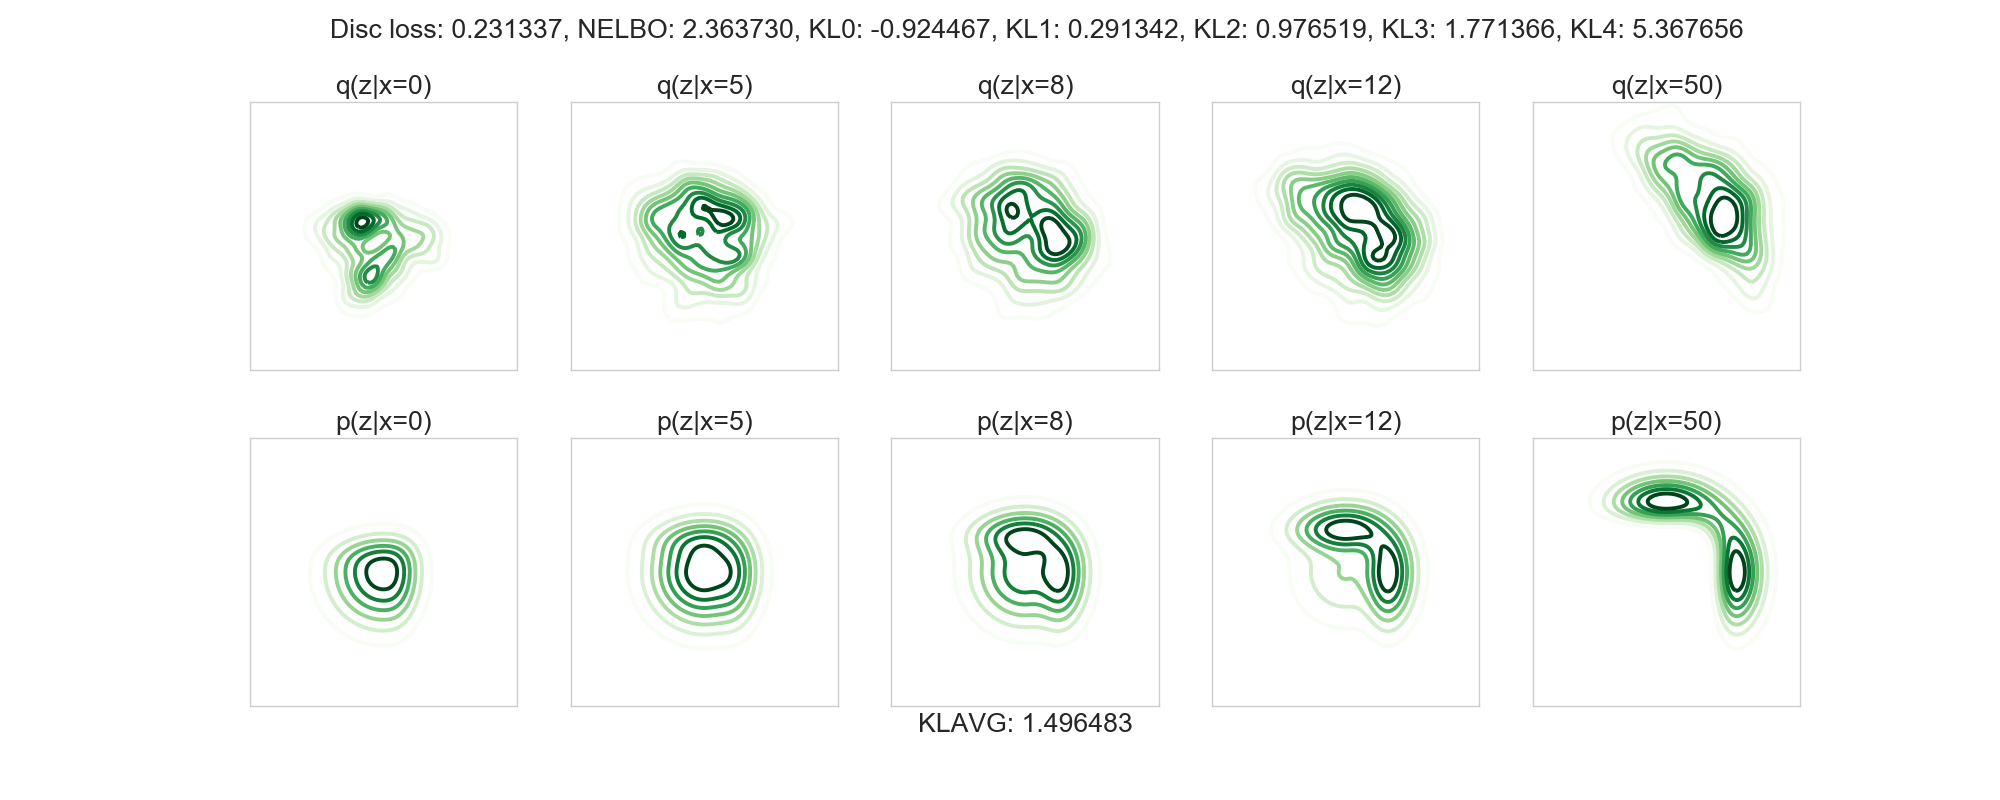 Disc loss: 0.231337, NELBO: 2.363730, KL0: -0.924467, KL1: 0.291342, KL2: 0.976519, KL3: 1.771366, KL4: 5.367656
q(z|x=0) q(z|x=5) q(z|x=8) q(z|x=12) q(z|x=50)
p(z|x=0) p(z|x=5) p(z|x=8) p(z|x=12) p(z|x=50)
KLAVG: 1.496483